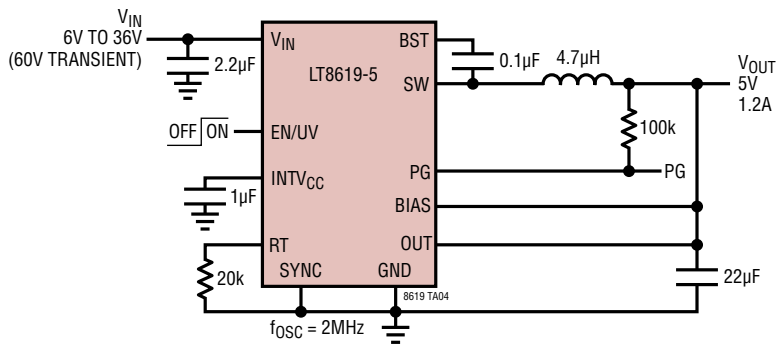 VIN
6V TO 36V
(60V TRANSIENT)
2.2µF
OFF ON
1µF
20k
VIN
EN/UV
INTVCC
RT
SYNC
GND
LT8619-5
BST
SW
PG
BIAS
OUT
0.1µF
4.7µH
VOUT
5V
1.2A
100k
PG
22µF
8619 TA04
fOSC = 2MHz